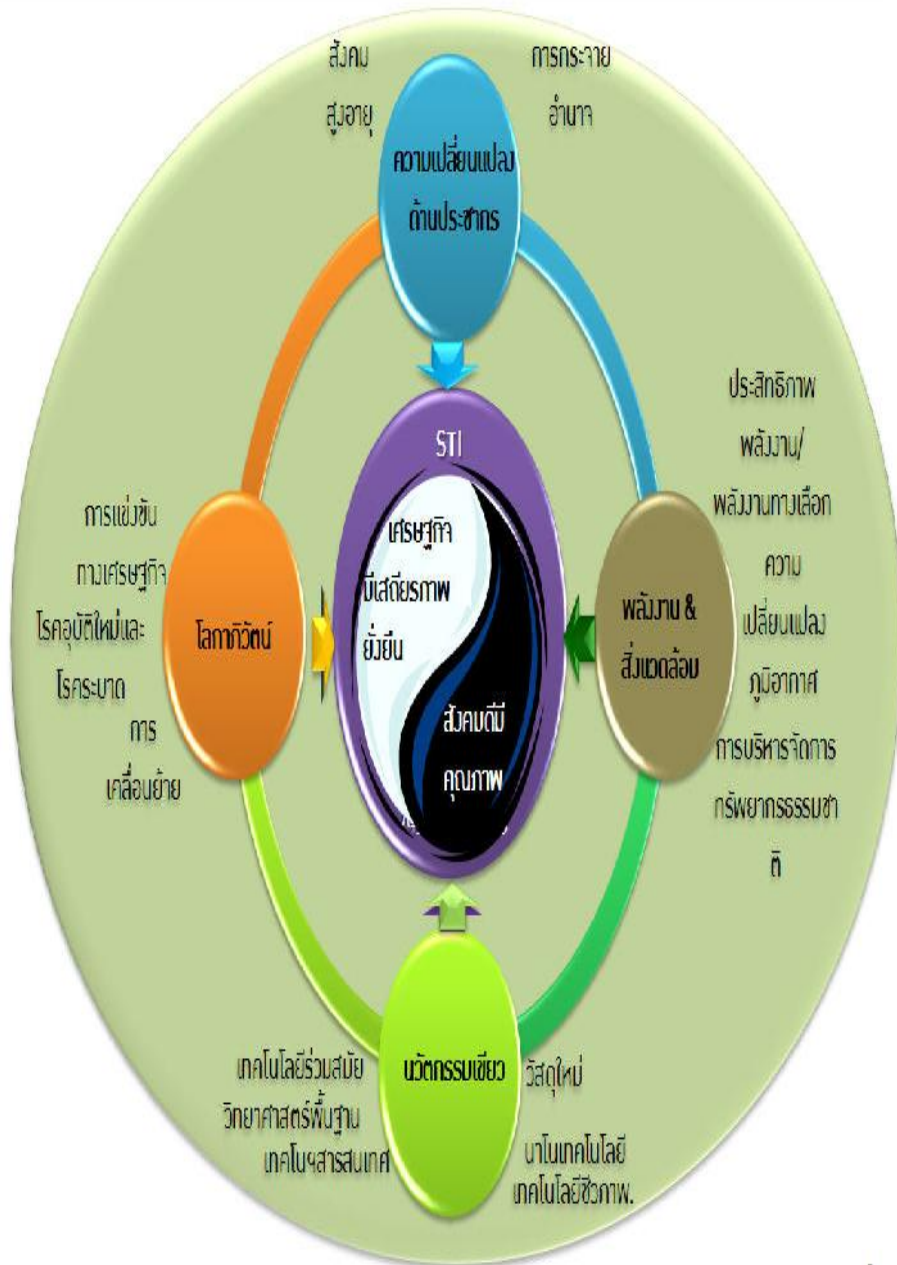 สังคม
สูงอายุ
การกระจาย
อำนาจ
ความเปลี่ยนแปลง
ด้านประชากร
STI
เศรษฐกิจ
มีเสถียรภาพ
ยั่งยืน
สังคมดีมี
คุณภาพ
การแข่งขัน
ทางเศรษฐกิจ
โรคอุบัติใหม่และ
โรคระบาด
การ
เคลื่อนย้าย
โลกาภิวัตน์
พลังงาน &
สิ่งแวดล้อม
ประสิทธิภาพ
พลังงาน/
พลังงานทางเลือก
ความ
เปลี่ยนแปลง
ภูมิอากาศ
การบริหารจัดการ
ทรัพยากรธรรมชา
ติ
นวัตกรรมเขียว
เทคโนโลยีร่วมสมัย
วิทยาศาสตร์พื้นฐาน
เทคโนฯสารสนเทศ
วัสดุใหม่
นาโนเทคโนโลยี
เทคโนโลยีชีวภาพ.